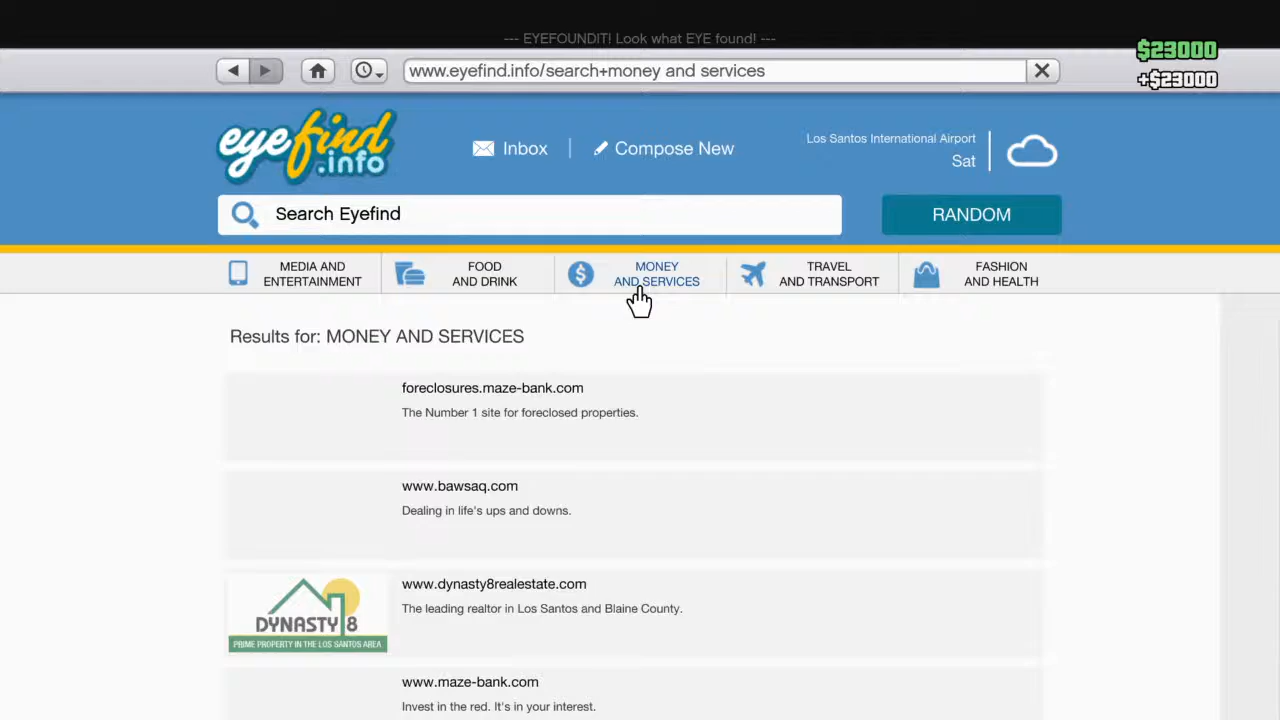 --- EYEFOUNDIT! Look what EYE found! ---
$23000
+$23000
www.eyefind.info/search+money and services
eyefind
.info
Inbox
Compose New
Los Santos International Airport
Sat
Search Eyefind
RANDOM
MEDIA AND
ENTERTAINMENT
FOOD
AND DRINK
MONEY
AND SERVICES
TRAVEL
AND TRANSPORT
FASHION
AND HEALTH
Results for: MONEY AND SERVICES
foreclosures.maze-bank.com
The Number 1 site for foreclosed properties.
www.bawsaq.com
Dealing in life's ups and downs.
DYNASTY 8
PRIME PROPERTY IN THE LOS SANTOS AREA
www.dynasty8realestate.com
The leading realtor in Los Santos and Blaine County.
www.maze-bank.com
Invest in the red. It's in your interest.